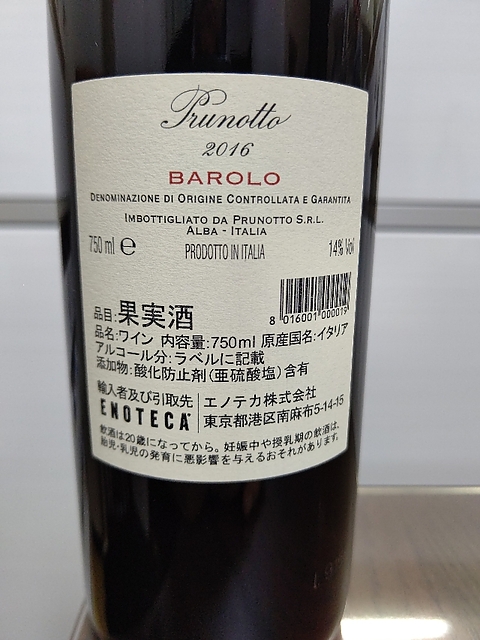 Prunotto
2016
BAROLO
DENOMINAZIONE DI ORIGINE CONTROLLATA E GARANTITA
IMBOTTIGLIATO DA PRUNOTTO S.R.L.
ALBA - ITALIA
750 ml e PRODOTTO IN ITALIA 14% Vol
8 016001 000019
品目:果実酒
品名:ワイン 内容量:750ml 原産国名:イタリア
アルコール分:ラベルに記載
添加物:酸化防止剤(亜硫酸塩)含有
輸入者及び引取先 エノテカ株式会社
ENOTECA 東京都港区南麻布5-14-15
飲酒は20歳になってから。妊娠中や授乳期の飲酒は、
胎児・乳児の発育に悪影響を与えるおそれがあります。